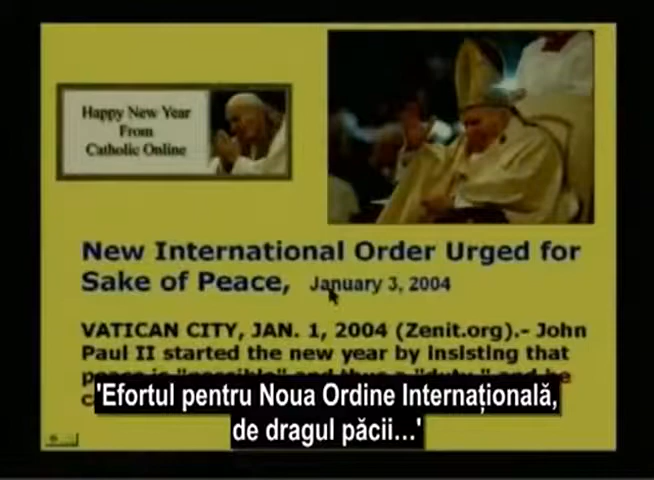 Happy New Year
From
Catholic Online
New International Order Urged for
Sake of Peace, January 3, 2004
VATICAN CITY, JAN. 1, 2004 (Zenit.org).- John
Paul II started the new year by insisting that
'Efortul pentru Noua Ordine Internațională,
de dragul păcii...'